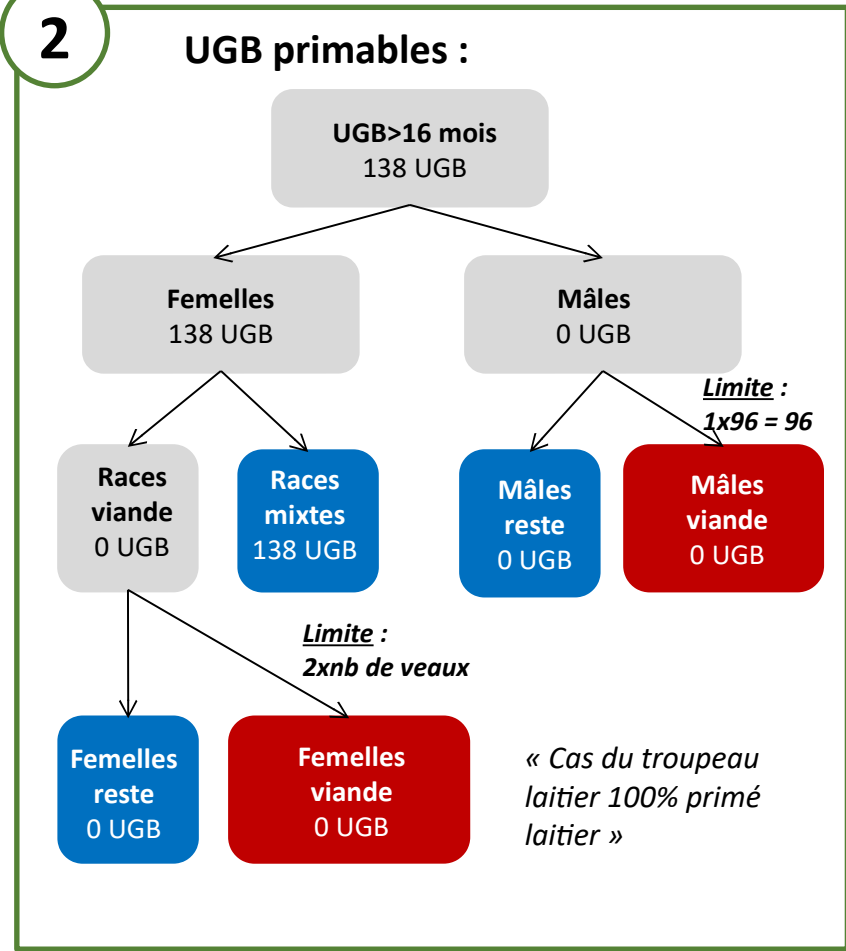 2
UGB primables :
UGB>16 mois
138 UGB
Femelles
138 UGB
Mâles
0 UGB
Limite :
1x96 = 96
Races
viande
0 UGB
Races
mixtes
138 UGB
Mâles
reste
0 UGB
Mâles
viande
0 UGB
Limite :
2xnb de veaux
Femelles
reste
0 UGB
Femelles
viande
0 UGB
« Cas du troupeau
laitier 100% primé
laitier »